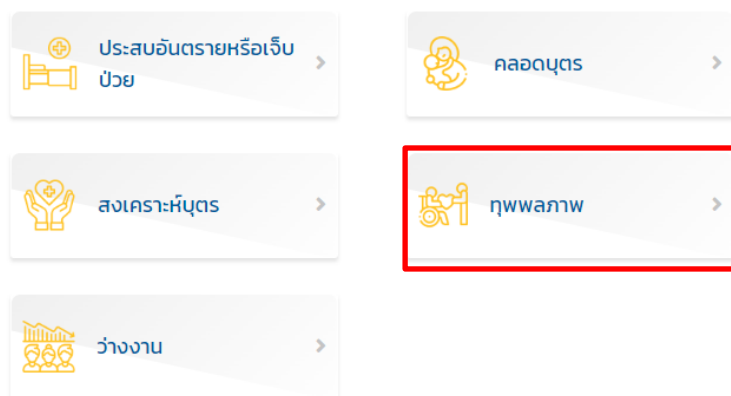 ประสบอันตรายหรือเจ็บ
ป่วย
คลอดบุตร
สงเคราะห์บุตร
ทุพพลภาพ
ว่างงาน